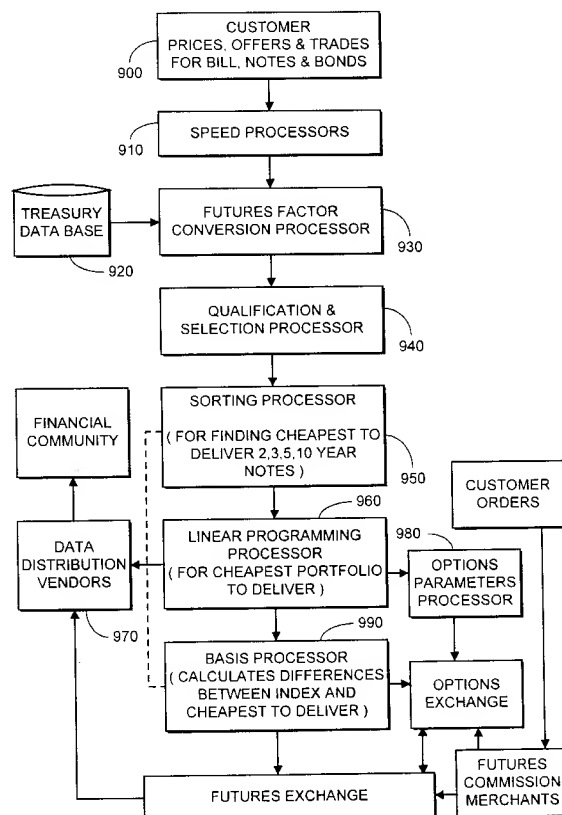 CUSTOMER
PRICES, OFFERS & TRADES
FOR BILL, NOTES & BONDS
900
SPEED PROCESSORS
910
TREASURY
DATA BASE
920
FUTURES FACTOR
CONVERSION PROCESSOR
930
QUALIFICATION &
SELECTION PROCESSOR
940
SORTING PROCESSOR
( FOR FINDING CHEAPEST TO
DELIVER 2,3,5,10 YEAR
NOTES )
950
FINANCIAL
COMMUNITY
CUSTOMER
ORDERS
960
LINEAR PROGRAMMING
PROCESSOR
( FOR CHEAPEST PORTFOLIO
TO DELIVER )
DATA
DISTRIBUTION
VENDORS
970
980
OPTIONS
PARAMETERS
PROCESSOR
990
BASIS PROCESSOR
( CALCULATES DIFFERENCES
BETWEEN INDEX AND
CHEAPEST TO DELIVER )
OPTIONS
EXCHANGE
FUTURES EXCHANGE
FUTURES
COMMISSION
MERCHANTS